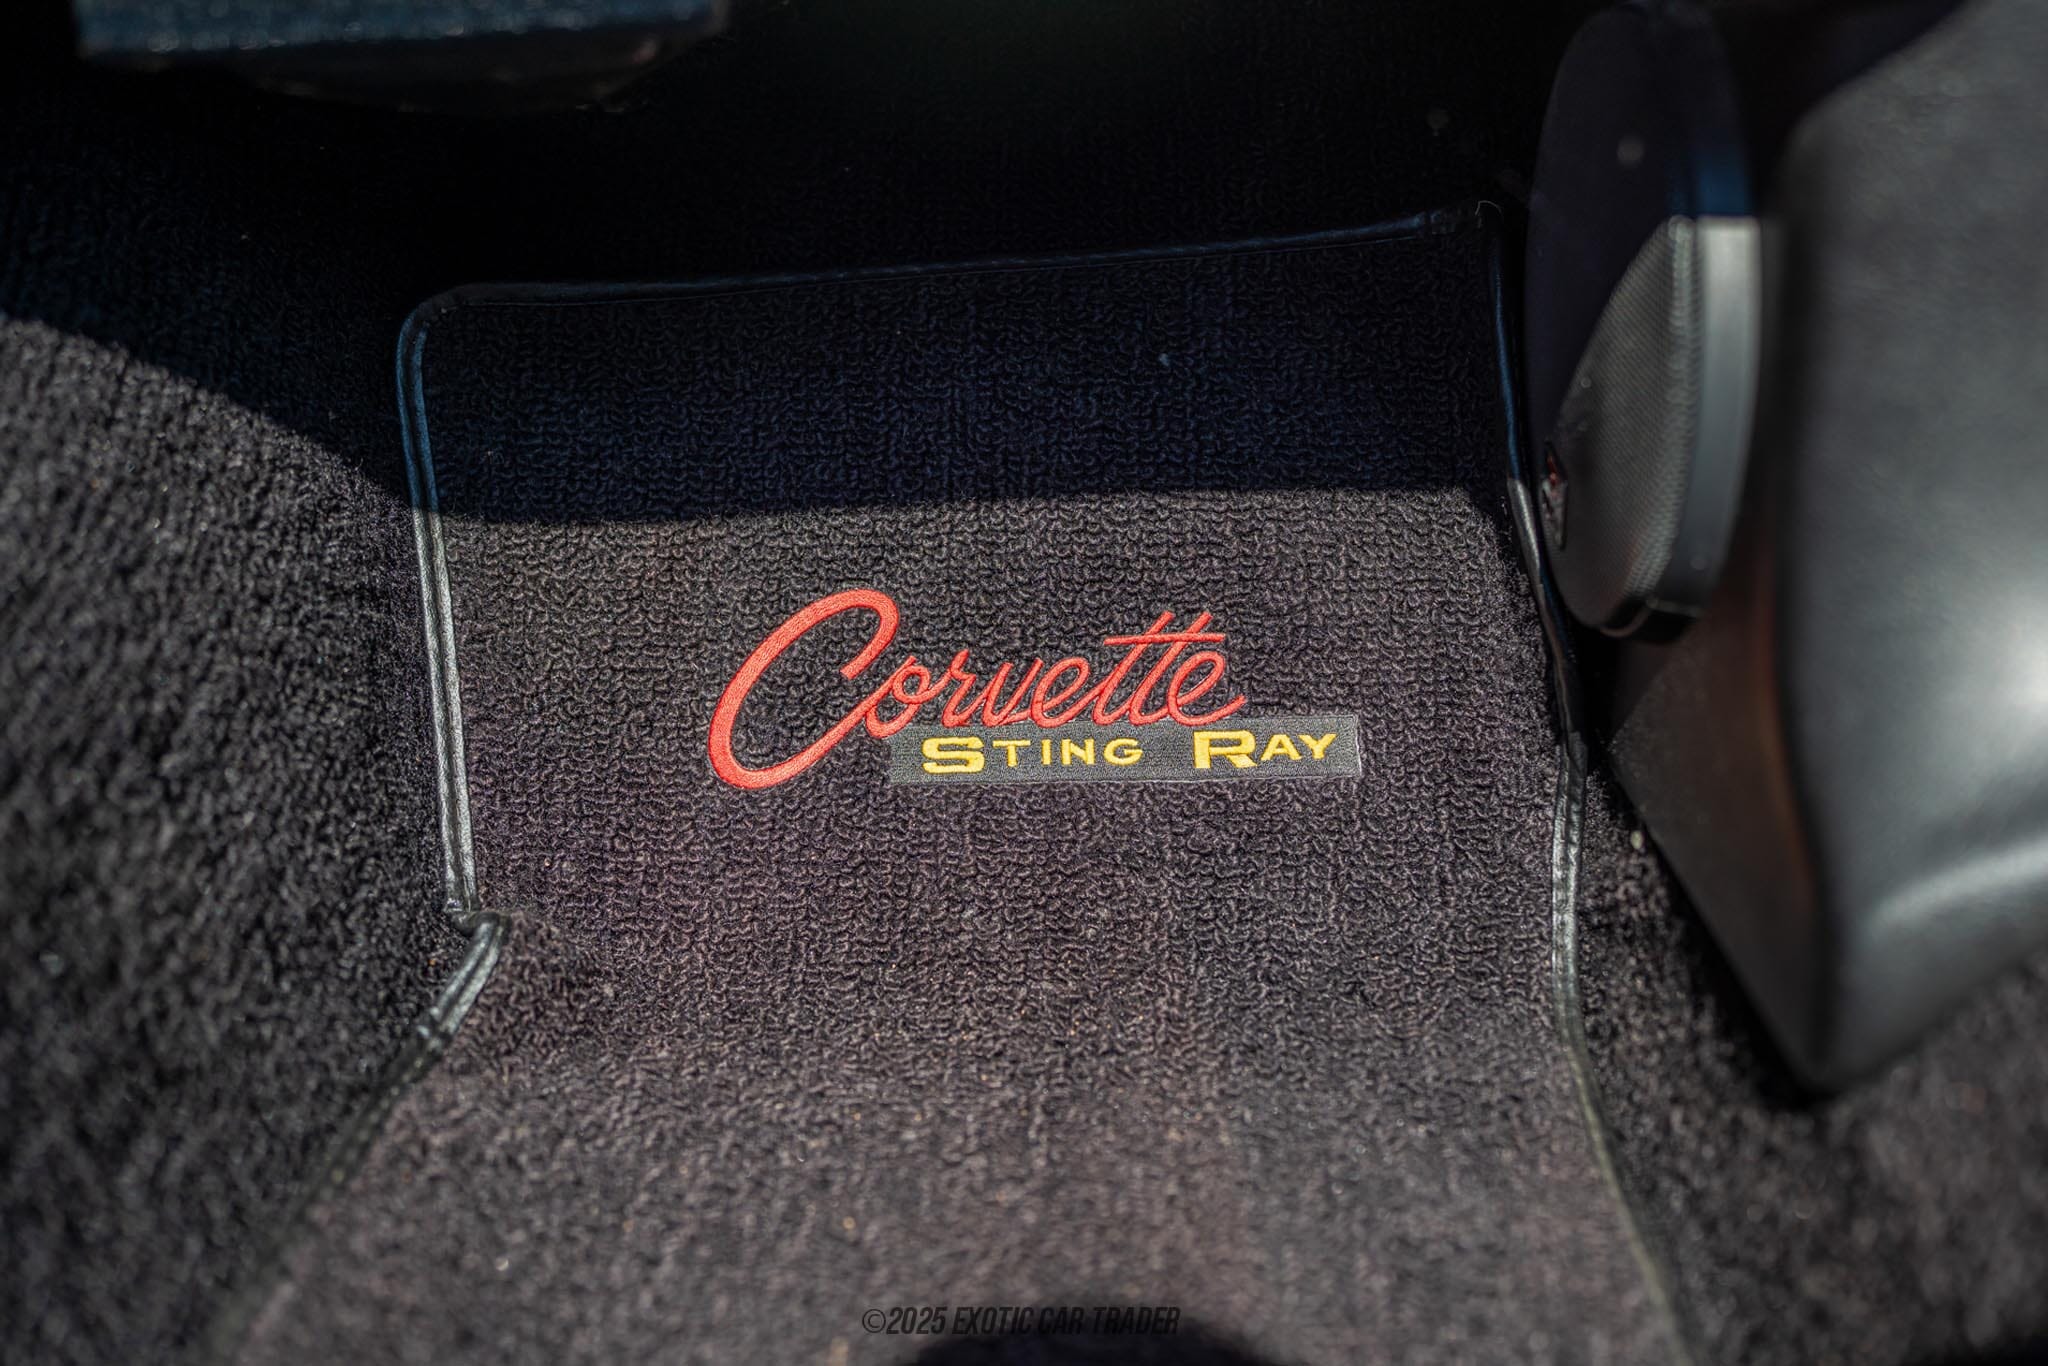 Corvette
STING RAY
©2025 EXOTIC CAR TRADER